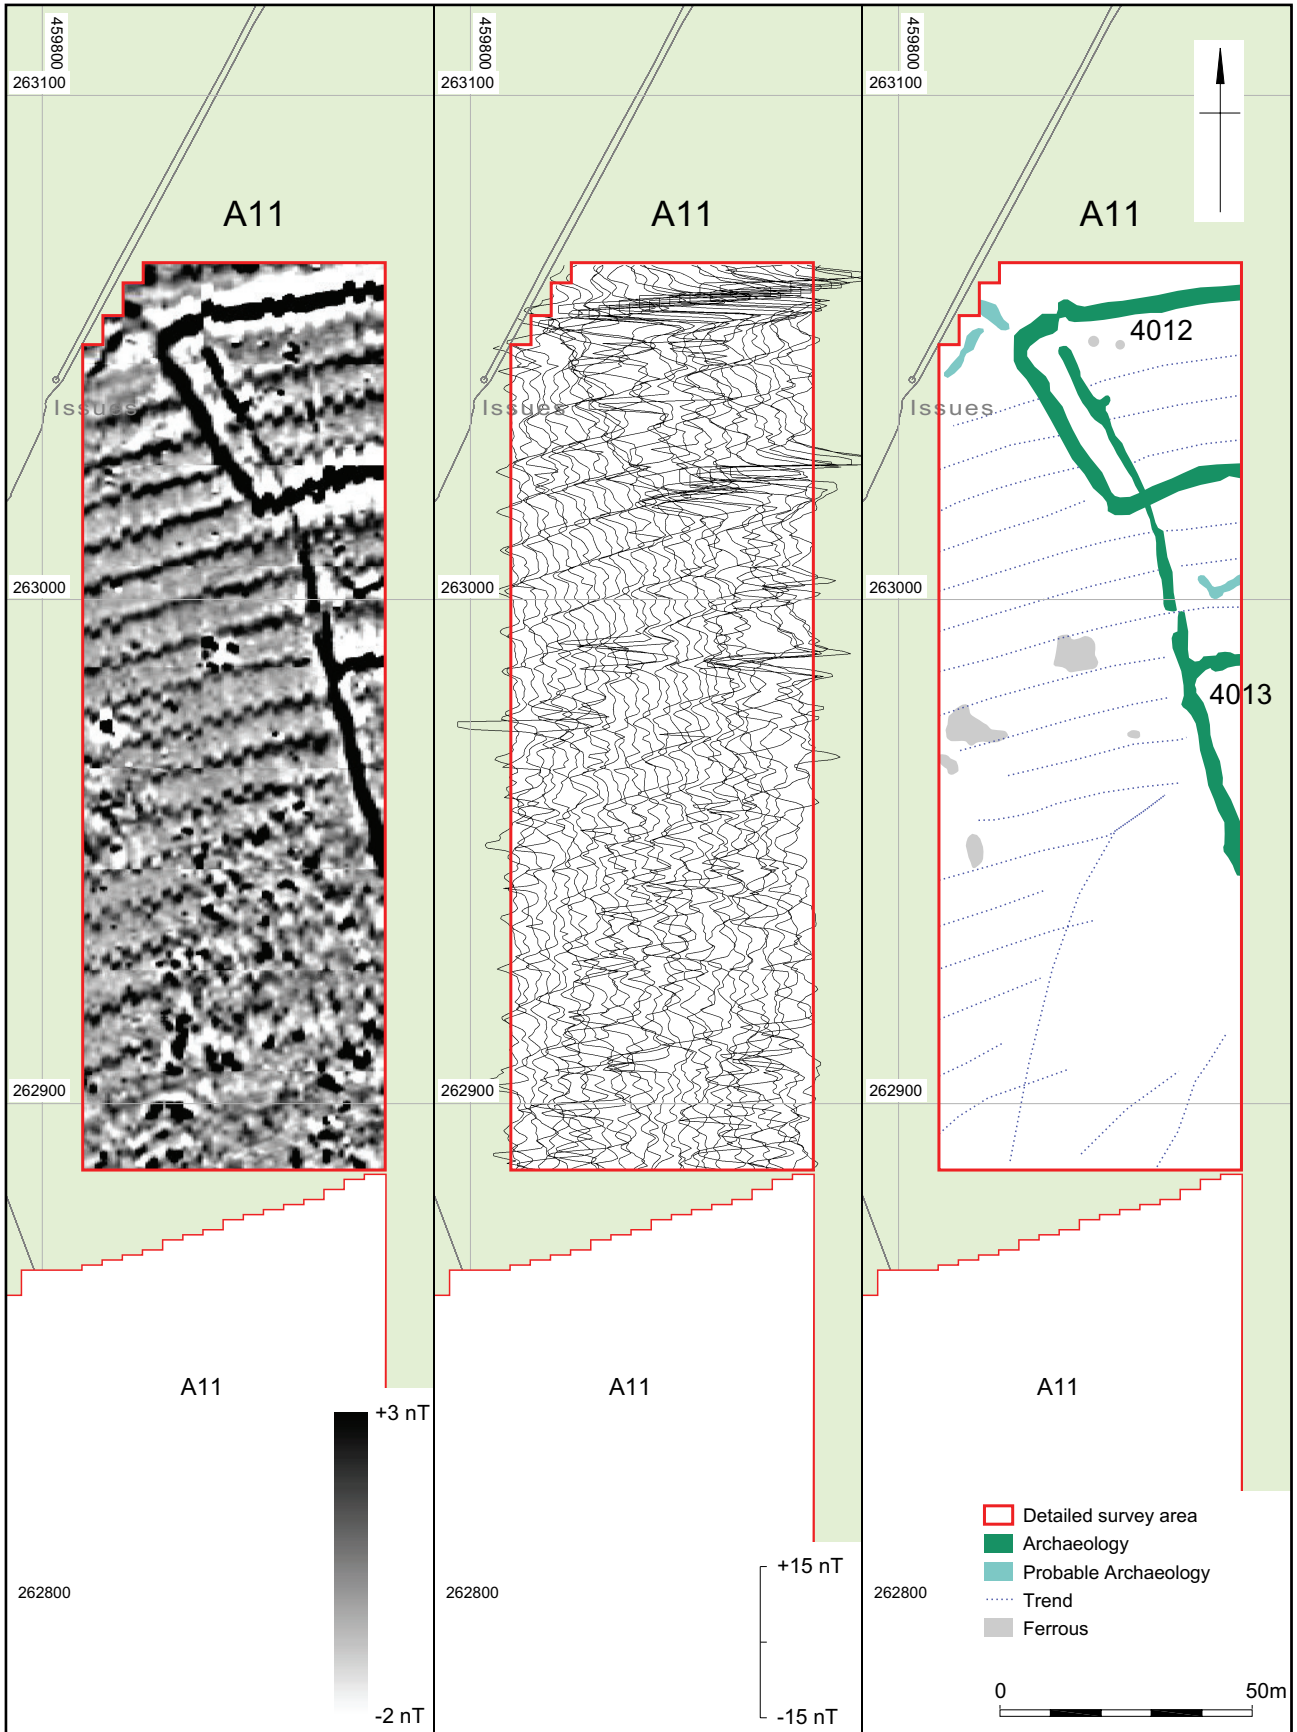 459800
263100
A11
Issues
263000
262900
A11
+3 nT
-2 nT
262800
459800
263100
A11
Issues
263000
262900
A11
+15 nT
-15 nT
262800
459800
263100
A11
4012
Issues
263000
4013
262900
A11
Detailed survey area
Archaeology
Probable Archaeology
Trend
Ferrous
262800
0 50m